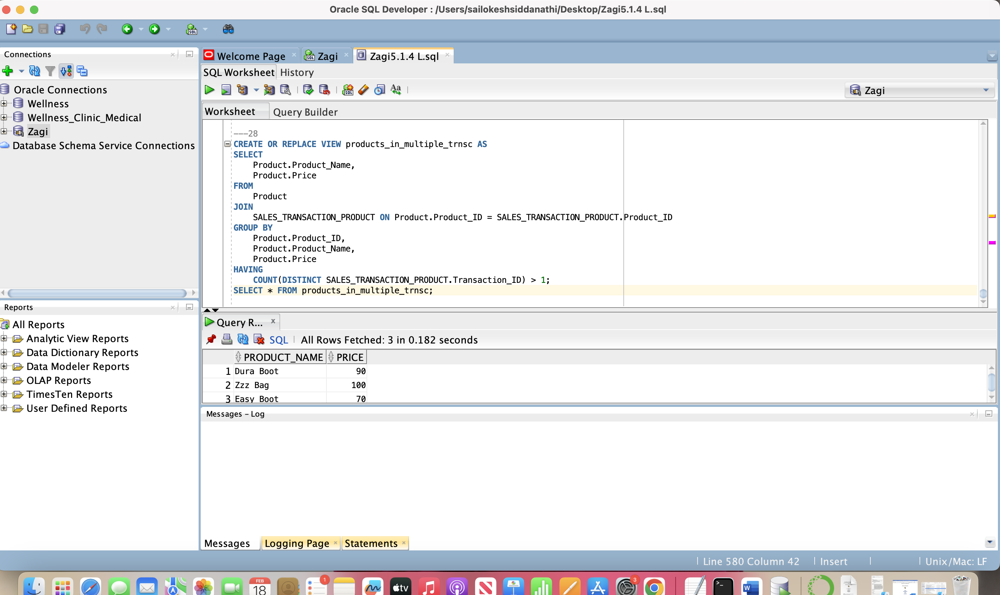 Oracle SQL Developer : /Users/sailokeshsiddanathi/Desktop/Zagi5.1.4 L.sql
SQL
Connections
Oracle Connections
Wellness
Wellness_Clinic_Medical
Zagi
Database Schema Service Connections
Reports
All Reports
Analytic View Reports
Data Dictionary Reports
Data Modeler Reports
OLAP Reports
TimesTen Reports
User Defined Reports
Welcome Page
Zagi
Zagi5.1.4 L.sql
SQL Worksheet History
Aa
Zagi
Worksheet Query Builder
---28
CREATE OR REPLACE VIEW products_in_multiple_trnsc AS
SELECT
Product.Product_Name,
Product.Price
FROM
Product
JOIN
SALES_TRANSACTION_PRODUCT ON Product.Product_ID = SALES_TRANSACTION_PRODUCT.Product_ID
GROUP BY
Product.Product_ID,
Product.Product_Name,
Product.Price
HAVING
COUNT(DISTINCT SALES_TRANSACTION_PRODUCT.Transaction_ID) > 1;
SELECT * FROM products_in_multiple_trnsc;
Query R...
SQL All Rows Fetched: 3 in 0.182 seconds
PRODUCT_NAME PRICE
1 Dura Boot 90
2 Zzz Bag 100
3 Easy Boot 70
Messages - Log
Messages Logging Page Statements
Line 580 Column 42 Insert Unix/Mac: LF
FEB
18
1
tv
3
W